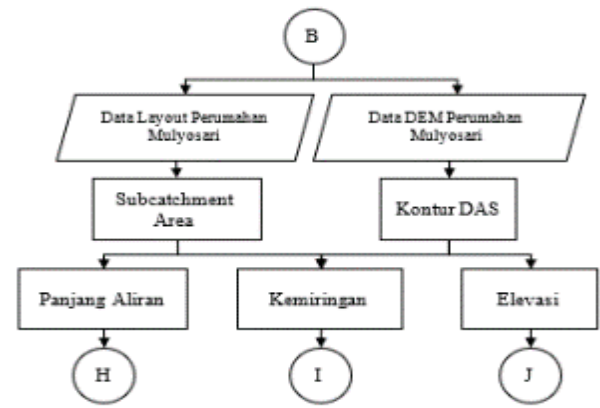 B
Data Layout Perumahan
Mulyosari
Data DEM Perumahan
Mulyosari
Subcatchment
Area
Kontur DAS
Panjang Aliran
Kemiringan
Elevasi
H
I
J